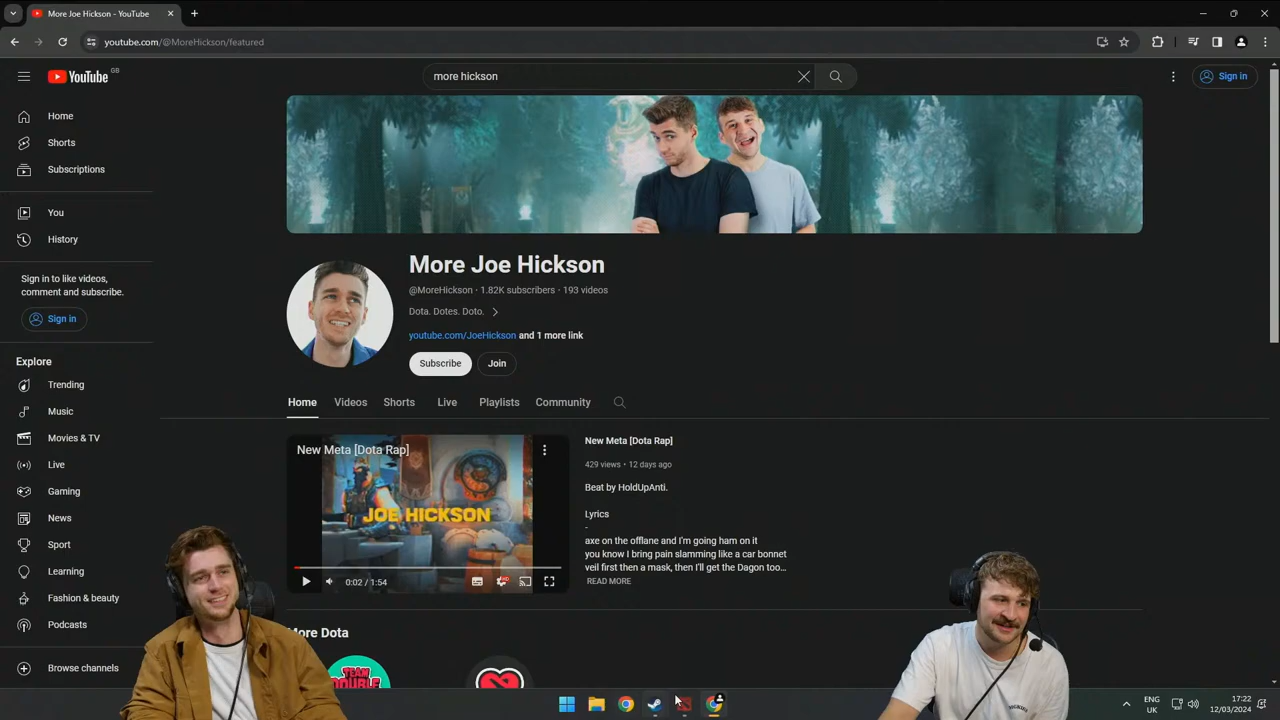 More Joe Hickson - YouTube
youtube.com/@MoreHickson/featured
YouTube GB
more hickson
Sign in
Home
Shorts
Subscriptions
You
History
Sign in to like videos,
comment and subscribe.
Sign in
Explore
Trending
Music
Movies & TV
Live
Gaming
News
Sport
Learning
Fashion & beauty
Podcasts
Browse channels
More Joe Hickson
@MoreHickson · 1.82K subscribers · 193 videos
Dota. Dotes. Doto.
youtube.com/JoeHickson and 1 more link
Subscribe
Join
Home
Videos
Shorts
Live
Playlists
Community
New Meta [Dota Rap]
JOE HICKSON
0:02 / 1:54
New Meta [Dota Rap]
429 views · 12 days ago
Beat by HoldUpAnti.
Lyrics
-
axe on the offlane and I'm going ham on it
you know I bring pain slamming like a car bonnet
veil first then a mask, then I'll get the Dagon too...
READ MORE
More Dota
TEAM
DOUBLE
ENG
UK
17:22
12/03/2024